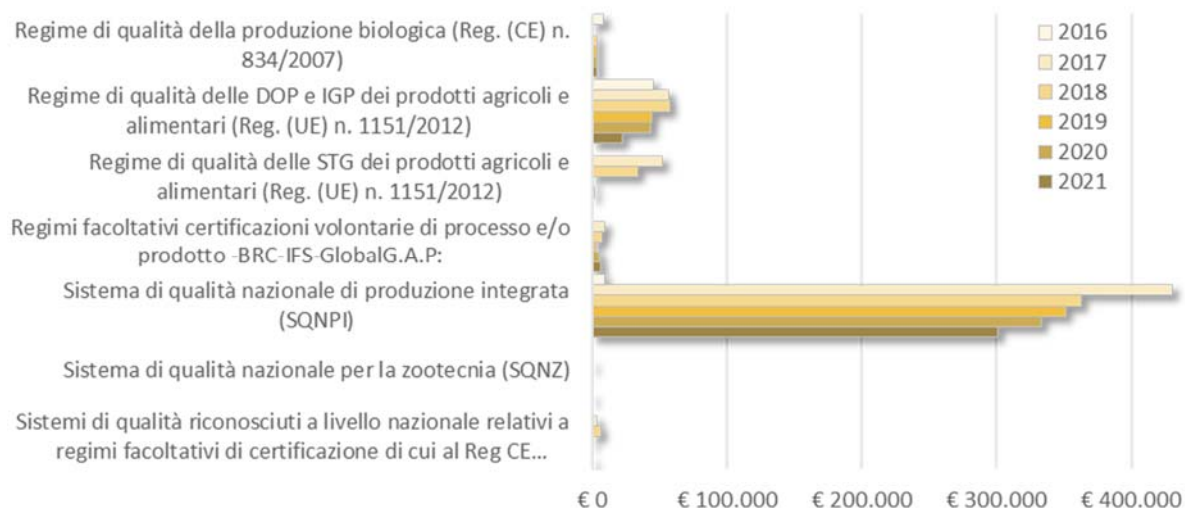 Regime di qualità della produzione biologica (Reg. (CE) n.
834/2007)
Regime di qualità delle DOP e IGP dei prodotti agricoli e
alimentari (Reg. (UE) n. 1151/2012)
Regime di qualità delle STG dei prodotti agricoli e
alimentari (Reg. (UE) n. 1151/2012)
Regimi facoltativi certificazioni volontarie di processo e/o
prodotto -BRC-IFS-GlobalG.A.P:
Sistema di qualità nazionale di produzione integrata
(SQNPI)
Sistema di qualità nazionale per la zootecnia (SQNZ)
Sistemi di qualità riconosciuti a livello nazionale relativi a
regimi facoltativi di certificazione di cui al Reg CE...
2016
2017
2018
2019
2020
2021
€ 0 € 100.000 € 200.000 € 300.000 € 400.000